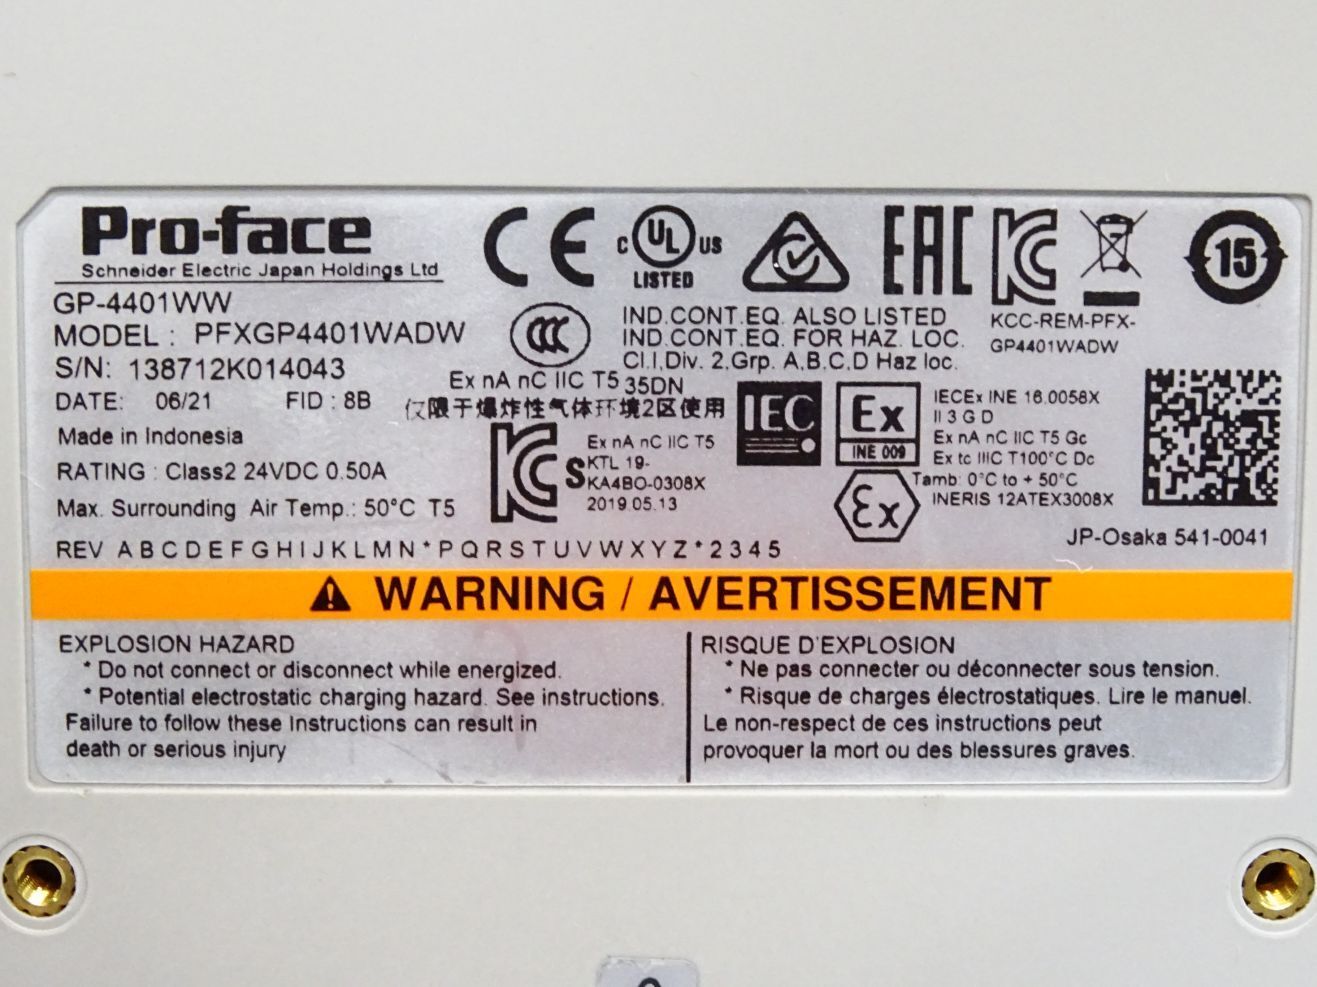 Pro-face
Schneider Electric Japan Holdings Ltd
GP-4401WW
MODEL : PFXGP4401WADW
S/N: 138712K014043
DATE: 06/21 FID : 8B
Made in Indonesia
RATING : Class2 24VDC 0.50A
Max. Surrounding Air Temp.: 50°C T5
REV A B C D E F G H I J K L M N * P Q R S T U V W X Y Z * 2 3 4 5
CE
C UL US
LISTED
EAC
15
CCC
IND.CONT.EQ. ALSO LISTED
IND.CONT.EQ. FOR HAZ. LOC.
Cl.I,Div. 2,Grp. A,B,C,D Haz loc.
35DN
KCC-REM-PFX-
GP4401WADW
Ex nA nC IIC T5
仅限于爆炸性气体环境2区使用
S
Ex nA nC IIC T5
KTL 19-
KA4BO-0308X
2019.05.13
IEC
Ex
INE 009
Ex
IECEx INE 16.0058X
II 3 G D
Ex nA nC IIC T5 Gc
Ex tc IIIC T100°C Dc
Tamb: 0°C to + 50°C
INERIS 12ATEX3008X
JP-Osaka 541-0041
WARNING / AVERTISSEMENT
EXPLOSION HAZARD
* Do not connect or disconnect while energized.
* Potential electrostatic charging hazard. See instructions.
Failure to follow these Instructions can result in
death or serious injury
RISQUE D'EXPLOSION
* Ne pas connecter ou déconnecter sous tension.
* Risque de charges électrostatiques. Lire le manuel.
Le non-respect de ces instructions peut
provoquer la mort ou des blessures graves.